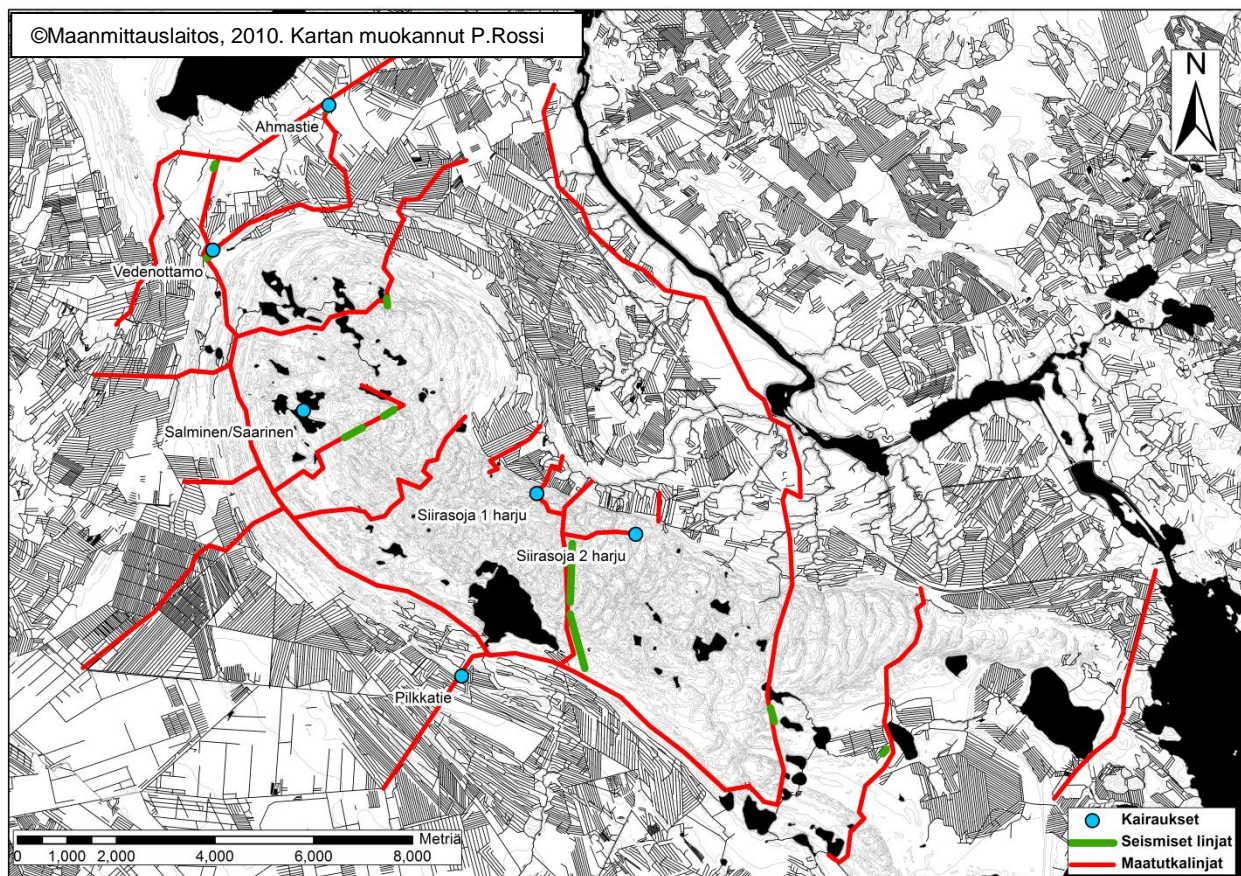 ©Maanmittauslaitos, 2010. Kartan muokannut P.Rossi
N
Ahmastie
Vedenottamo
Salminen/Saarinen
Siirasoja 1 harju
Siirasoja 2 harju
Pilkkatie
Metriä
0 1,000 2,000 4,000 6,000 8,000
Kairaukset
Seismiset linjat
Maatutkalinjat